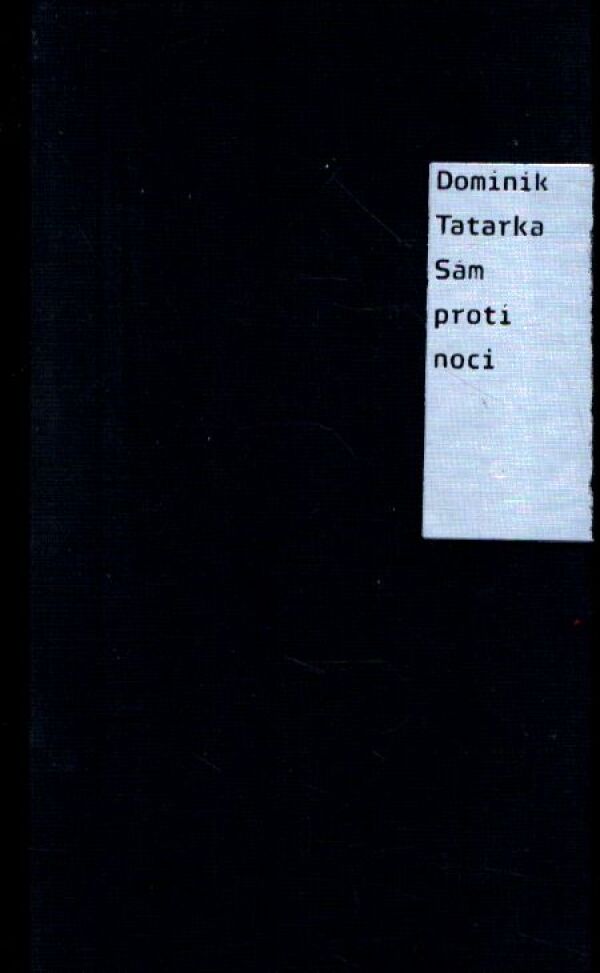 Dominik
Tatarka
Sám
proti
noci